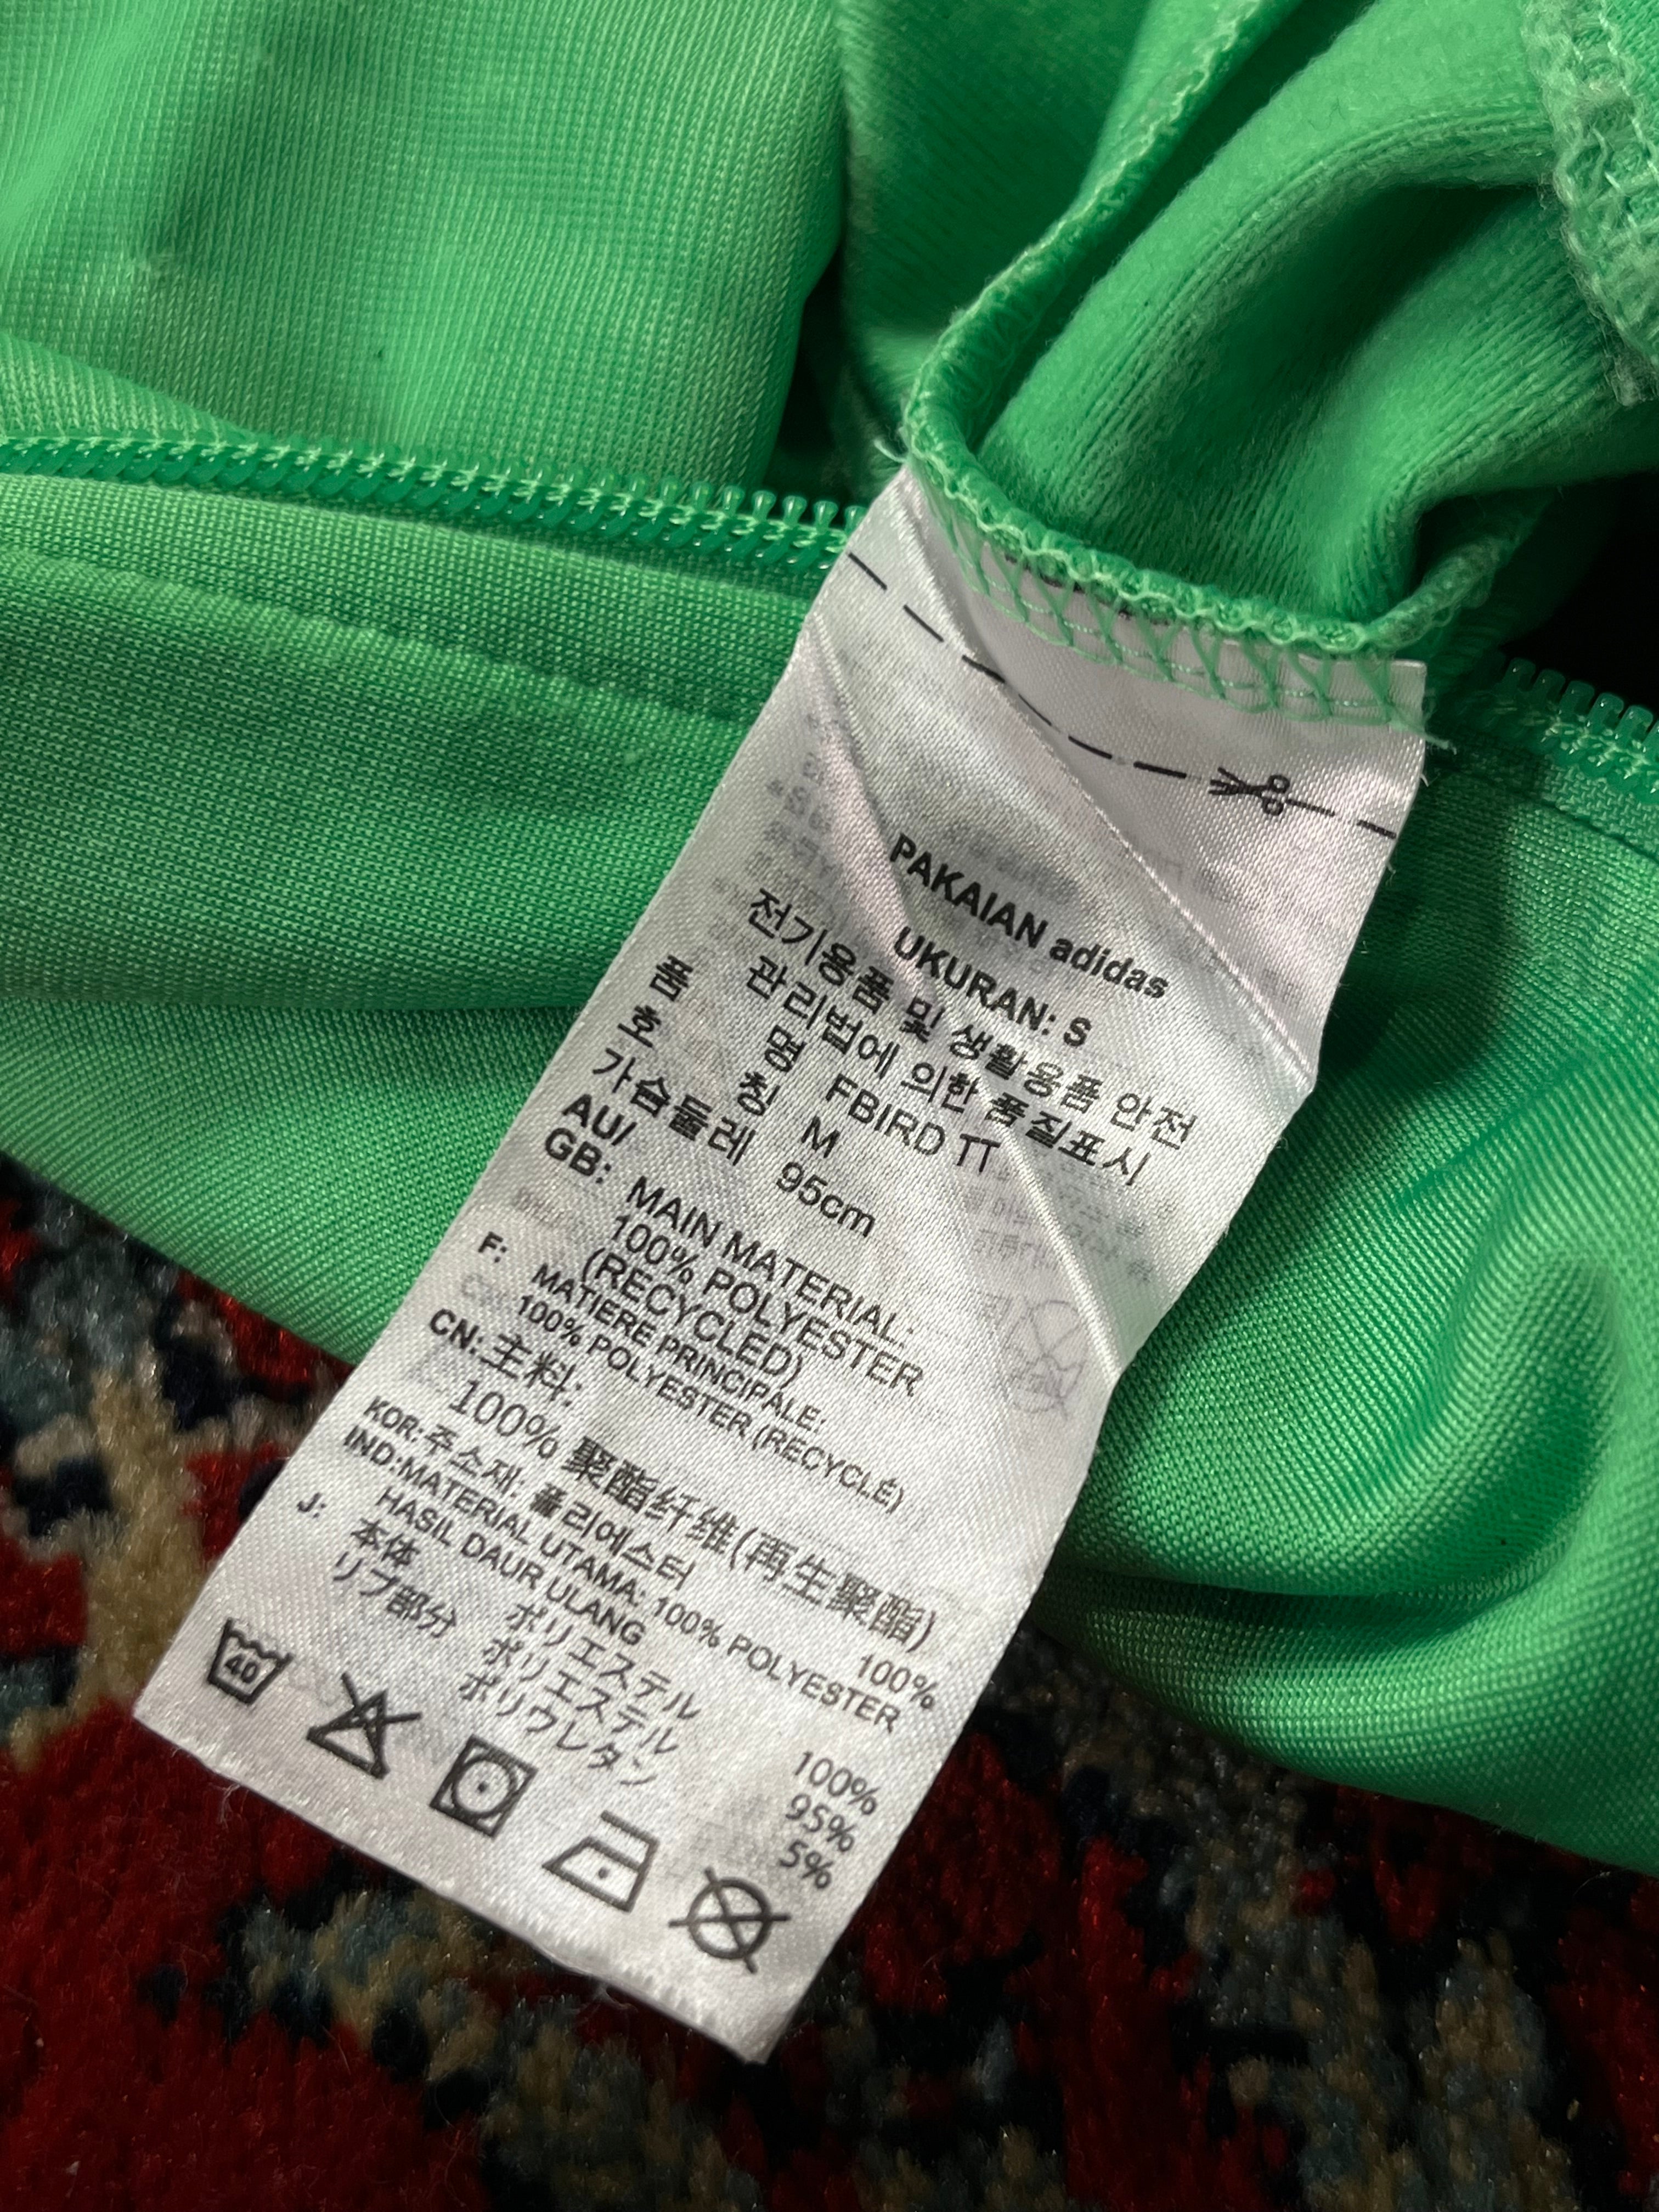 PAKAIAN adidas
UKURAN: S
전기용품 및 생활용품 안전
관리법에 의한 품질표시
품 명 FBIRD TT
호 칭 M
가슴둘레 95cm
AU/
GB: MAIN MATERIAL:
100% POLYESTER
(RECYCLED)
F: MATIERE PRINCIPALE:
100% POLYESTER (RECYCLÉ)
CN: 主料:
100% 聚酯纤维(再生聚酯)
KOR: 주소재: 폴리에스터 100%
IND:MATERIAL UTAMA: 100% POLYESTER
HASIL DAUR ULANG
J: 本体 ポリエステル 100%
リブ部分 ポリエステル 95%
ポリウレタン 5%
40